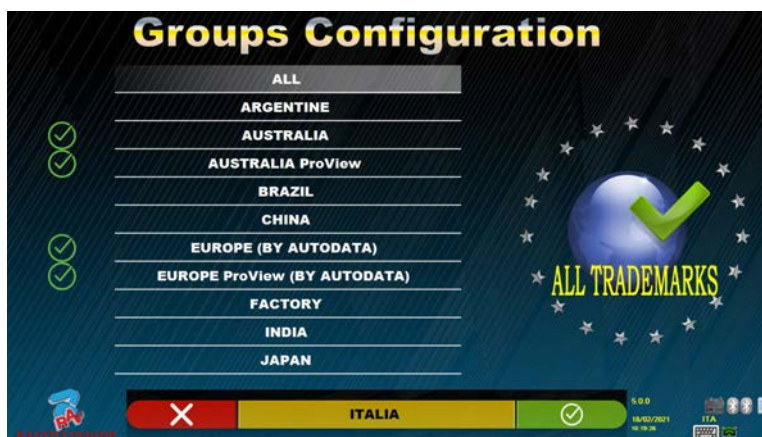 Groups Configuration
ALL
ARGENTINE
AUSTRALIA
AUSTRALIA ProView
BRAZIL
CHINA
EUROPE (BY AUTODATA)
EUROPE ProView (BY AUTODATA)
FACTORY
INDIA
JAPAN
ALL TRADEMARKS
ITALIA
5.0.0
18/02/2021
ITA